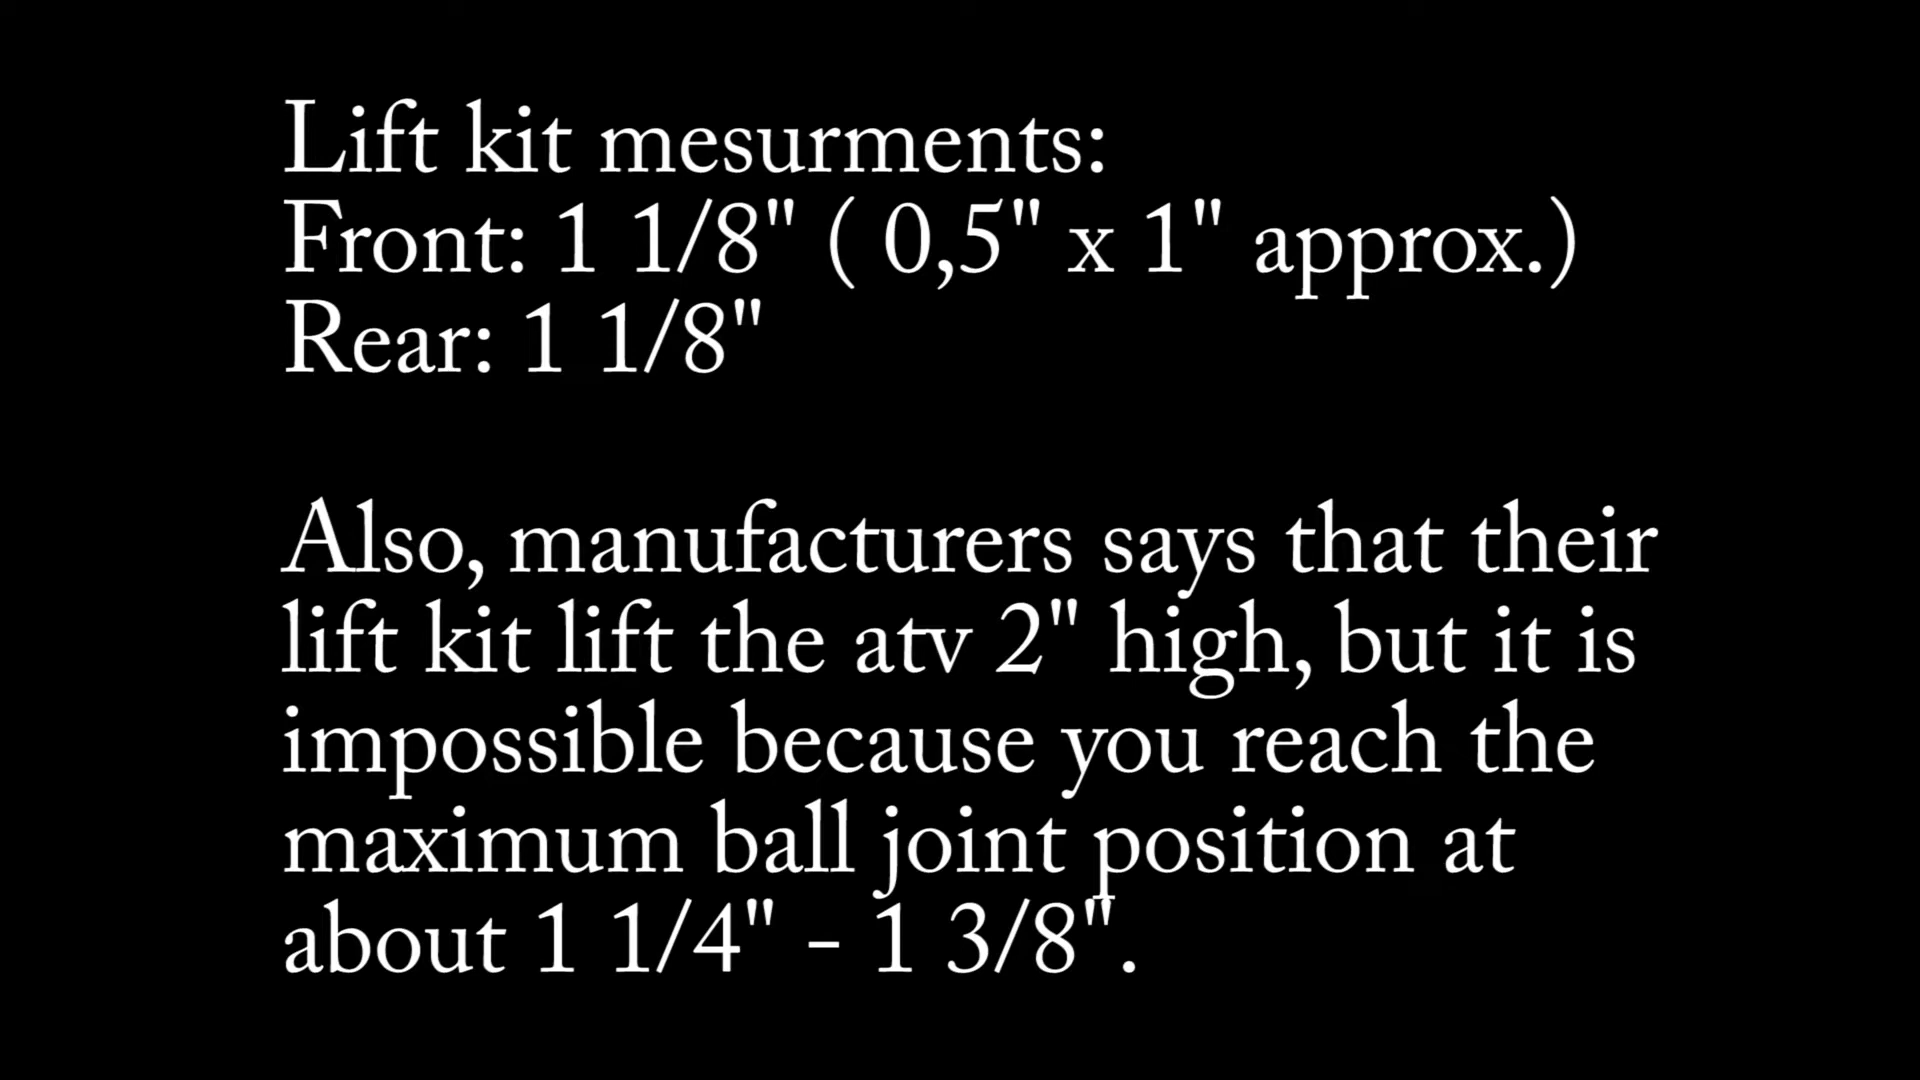 Lift kit mesurments:
Front: 1 1/8" ( 0,5" x 1" approx.)
Rear: 1 1/8"
Also, manufacturers says that their
lift kit lift the atv 2" high, but it is
impossible because you reach the
maximum ball joint position at
about 1 1/4" - 1 3/8".